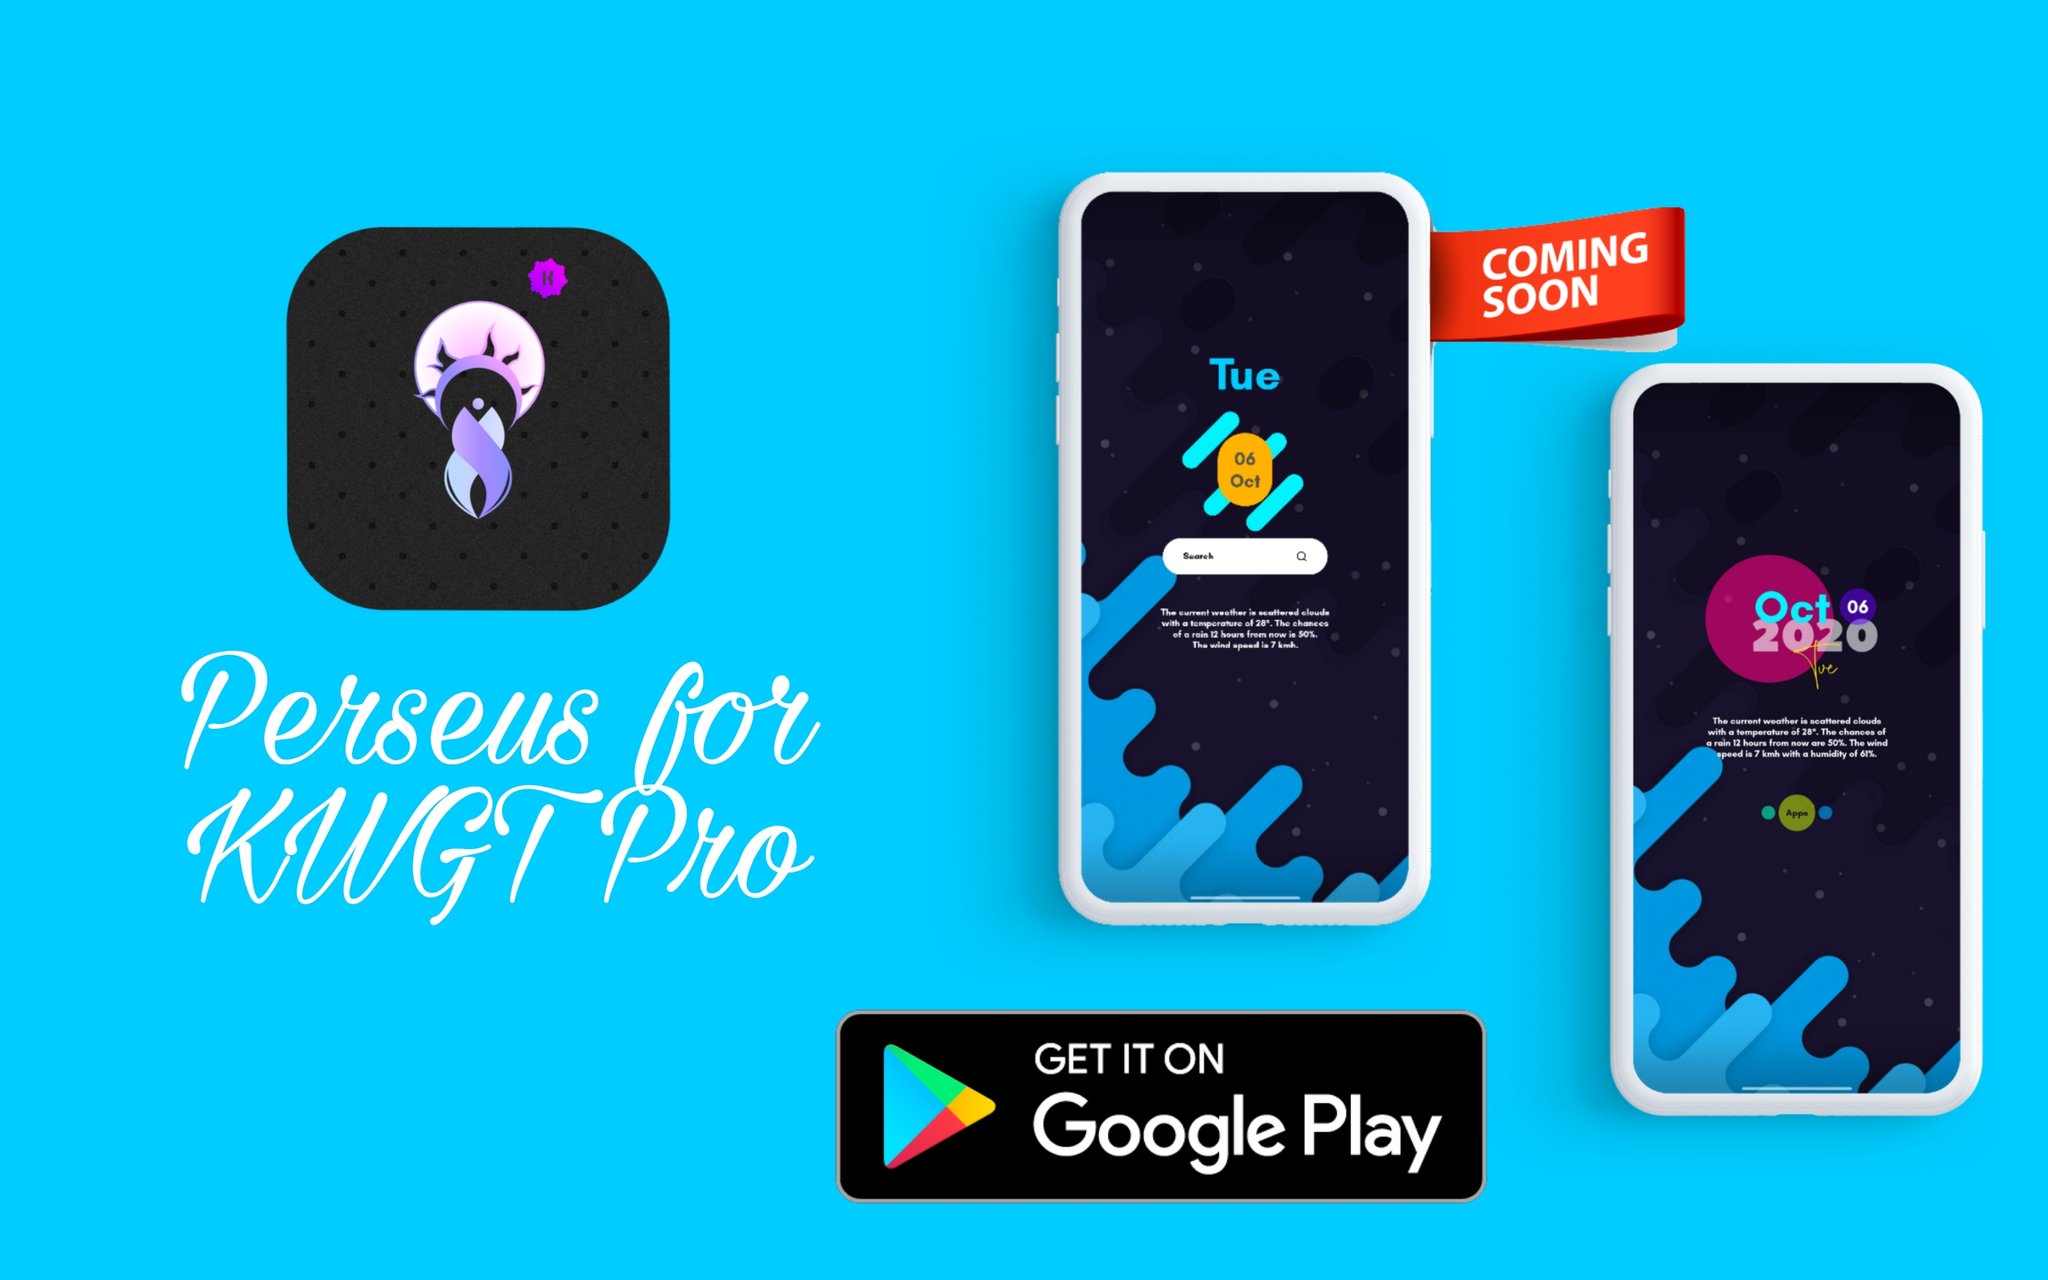 K
Perseus for
KWGT Pro
Tue
06
Oct
Search
The current weather is scattered clouds
with a temperature of 28°. The chances
of a rain 12 hours from now is 50%.
The wind speed is 7 kmh.
COMING
SOON
Oct 06
2020
Tue
The current weather is scattered clouds
with a temperature of 28°. The chances of
a rain 12 hours from now are 50%. The wind
speed is 7 kmh with a humidity of 61%.
Apps
GET IT ON
Google Play